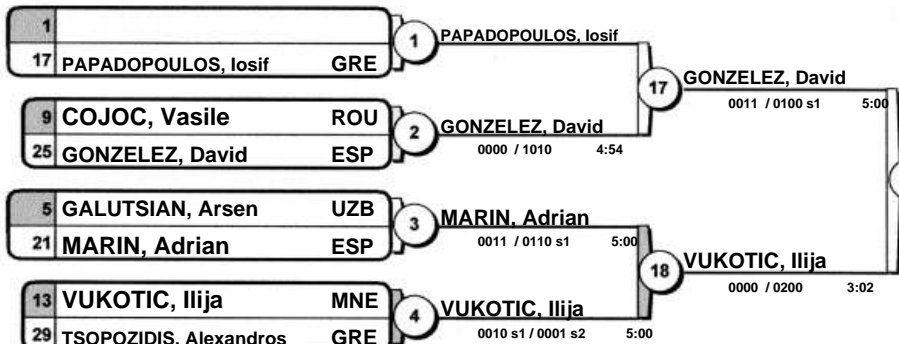 1
17 PAPADOPOULOS, Iosif GRE
1
PAPADOPOULOS, Iosif
9 COJOC, Vasile ROU
25 GONZELEZ, David ESP
2
GONZELEZ, David
0000 / 1010 4:54
17
GONZELEZ, David
0011 / 0100 s1 5:00
5 GALUTSIAN, Arsen UZB
21 MARIN, Adrian ESP
3
MARIN, Adrian
0011 / 0110 s1 5:00
13 VUKOTIC, Ilija MNE
29 TSOPOZIDIS, Alexandros GRE
4
VUKOTIC, Ilija
0010 s1 / 0001 s2 5:00
18
VUKOTIC, Ilija
0000 / 0200 3:02